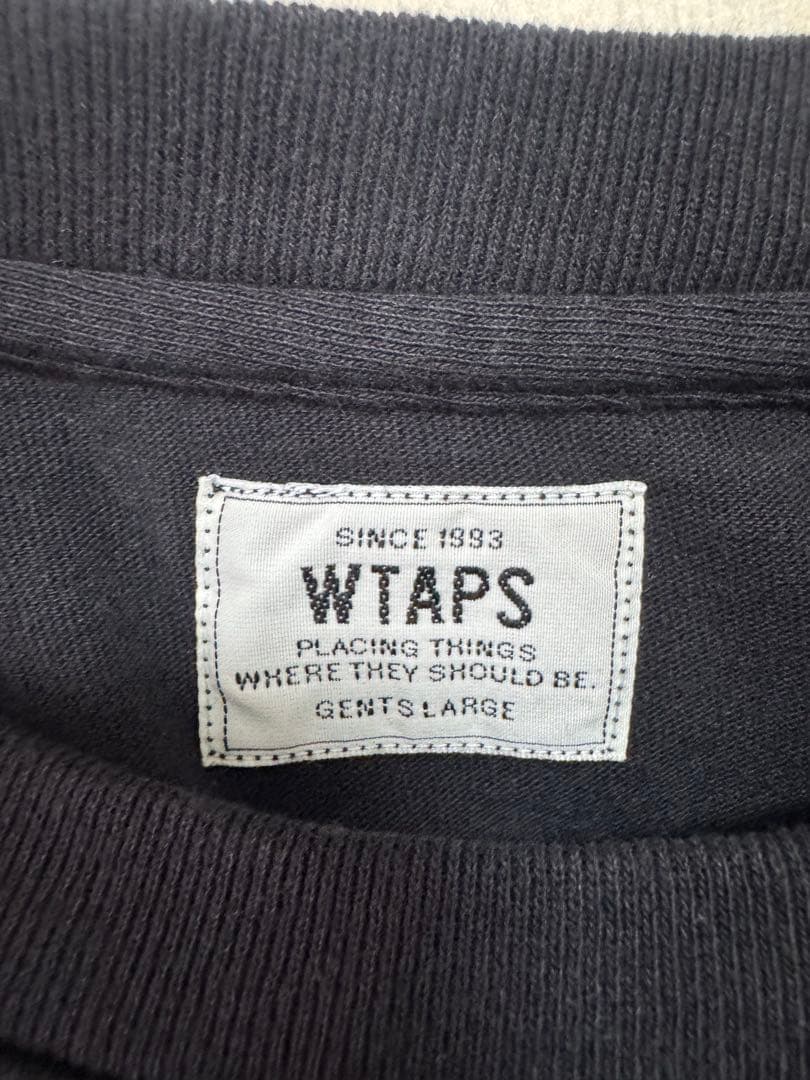 SINCE 1993
WTAPS
PLACING THINGS
WHERE THEY SHOULD BE.
GENTS LARGE